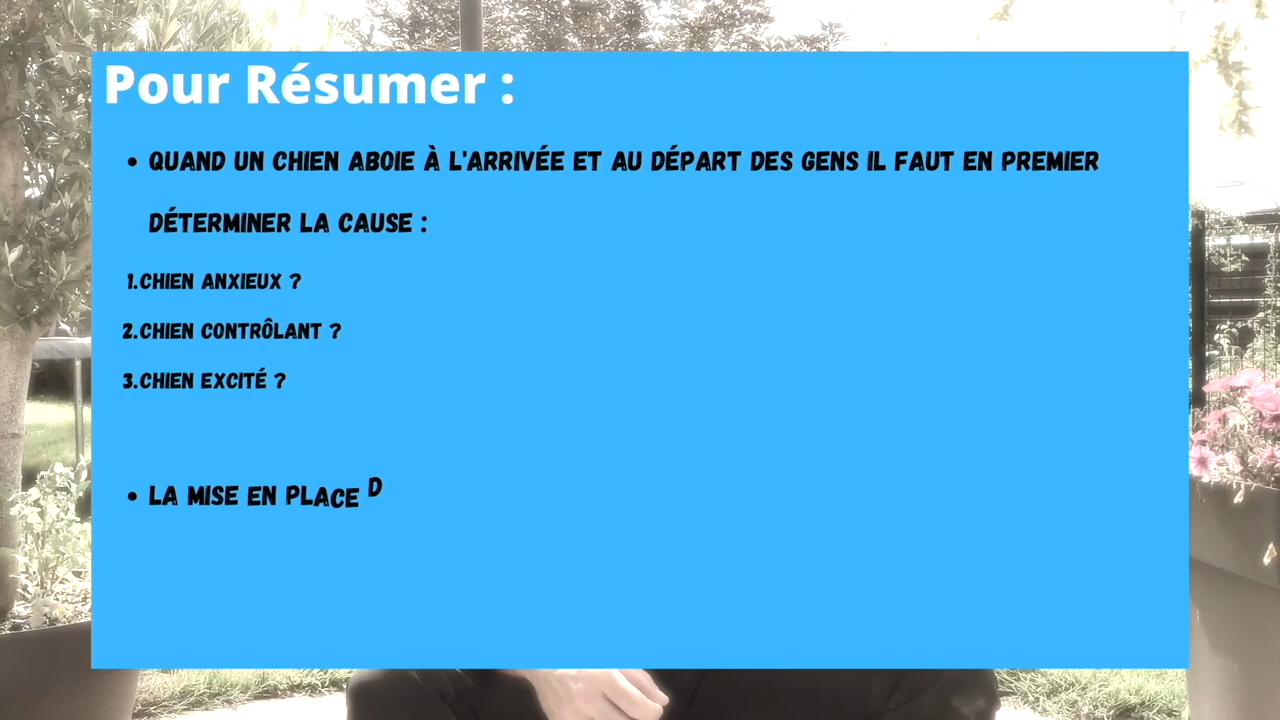 Pour Résumer :
• QUAND UN CHIEN ABOIE À L'ARRIVÉE ET AU DÉPART DES GENS IL FAUT EN PREMIER
DÉTERMINER LA CAUSE :
1.CHIEN ANXIEUX ?
2.CHIEN CONTRÔLANT ?
3.CHIEN EXCITÉ ?
• LA MISE EN PLACE D